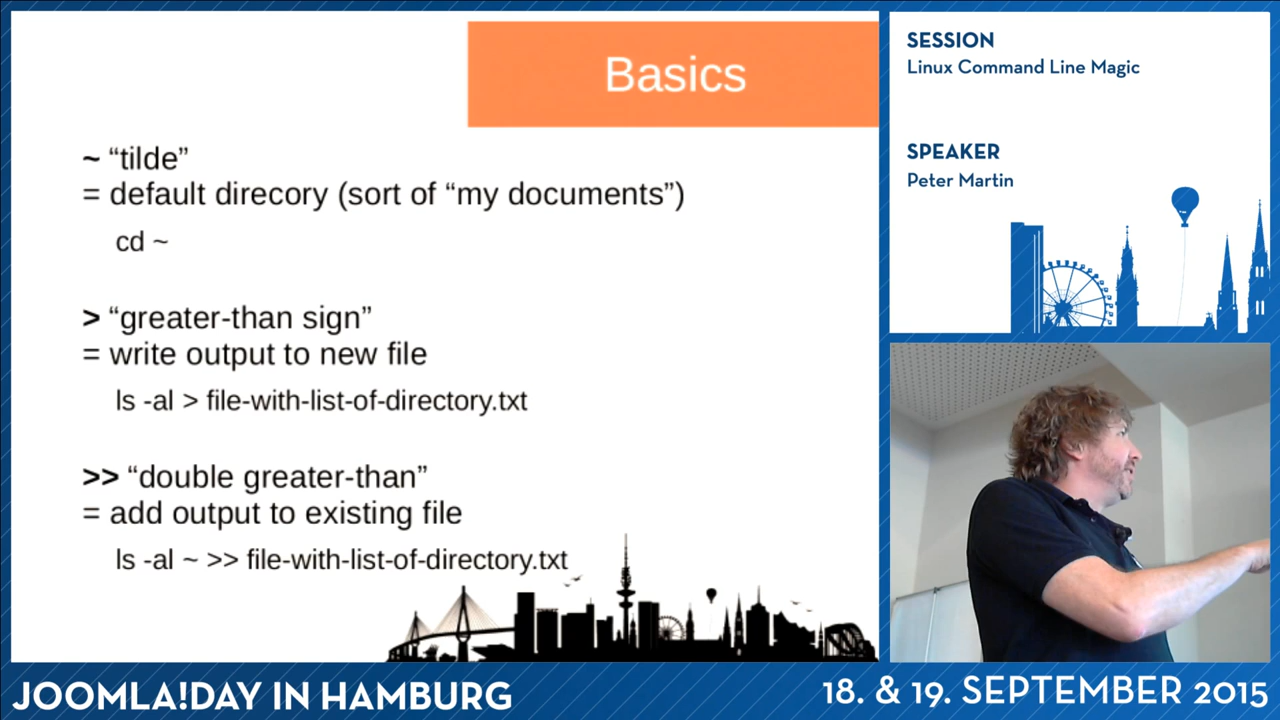 Basics
~ “tilde”
= default direcory (sort of “my documents”)
cd ~
> “greater-than sign”
= write output to new file
ls -al > file-with-list-of-directory.txt
>> “double greater-than”
= add output to existing file
ls -al ~ >> file-with-list-of-directory.txt
SESSION
Linux Command Line Magic
SPEAKER
Peter Martin
JOOMLA!DAY IN HAMBURG
18. & 19. SEPTEMBER 2015